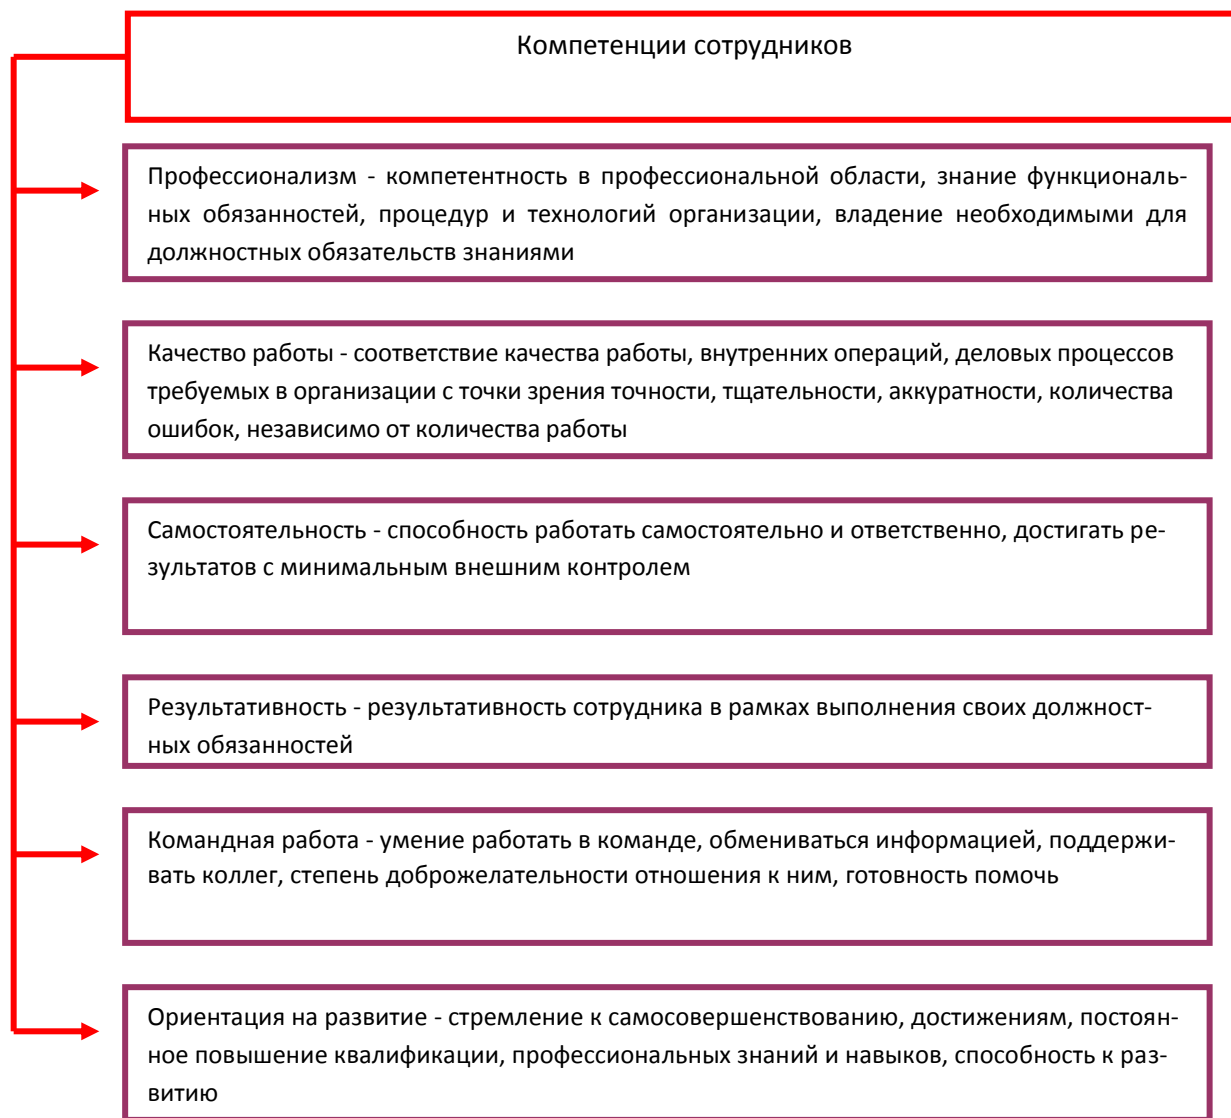 Компетенции сотрудников
Профессионализм - компетентность в профессиональной области, знание функциональ-
ных обязанностей, процедур и технологий организации, владение необходимыми для
должностных обязательств знаниями
Качество работы - соответствие качества работы, внутренних операций, деловых процессов
требуемых в организации с точки зрения точности, тщательности, аккуратности, количества
ошибок, независимо от количества работы
Самостоятельность - способность работать самостоятельно и ответственно, достигать ре-
зультатов с минимальным внешним контролем
Результативность - результативность сотрудника в рамках выполнения своих должност-
ных обязанностей
Командная работа - умение работать в команде, обмениваться информацией, поддержи-
вать коллег, степень доброжелательности отношения к ним, готовность помочь
Ориентация на развитие - стремление к самосовершенствованию, достижениям, постоян-
ное повышение квалификации, профессиональных знаний и навыков, способность к раз-
витию